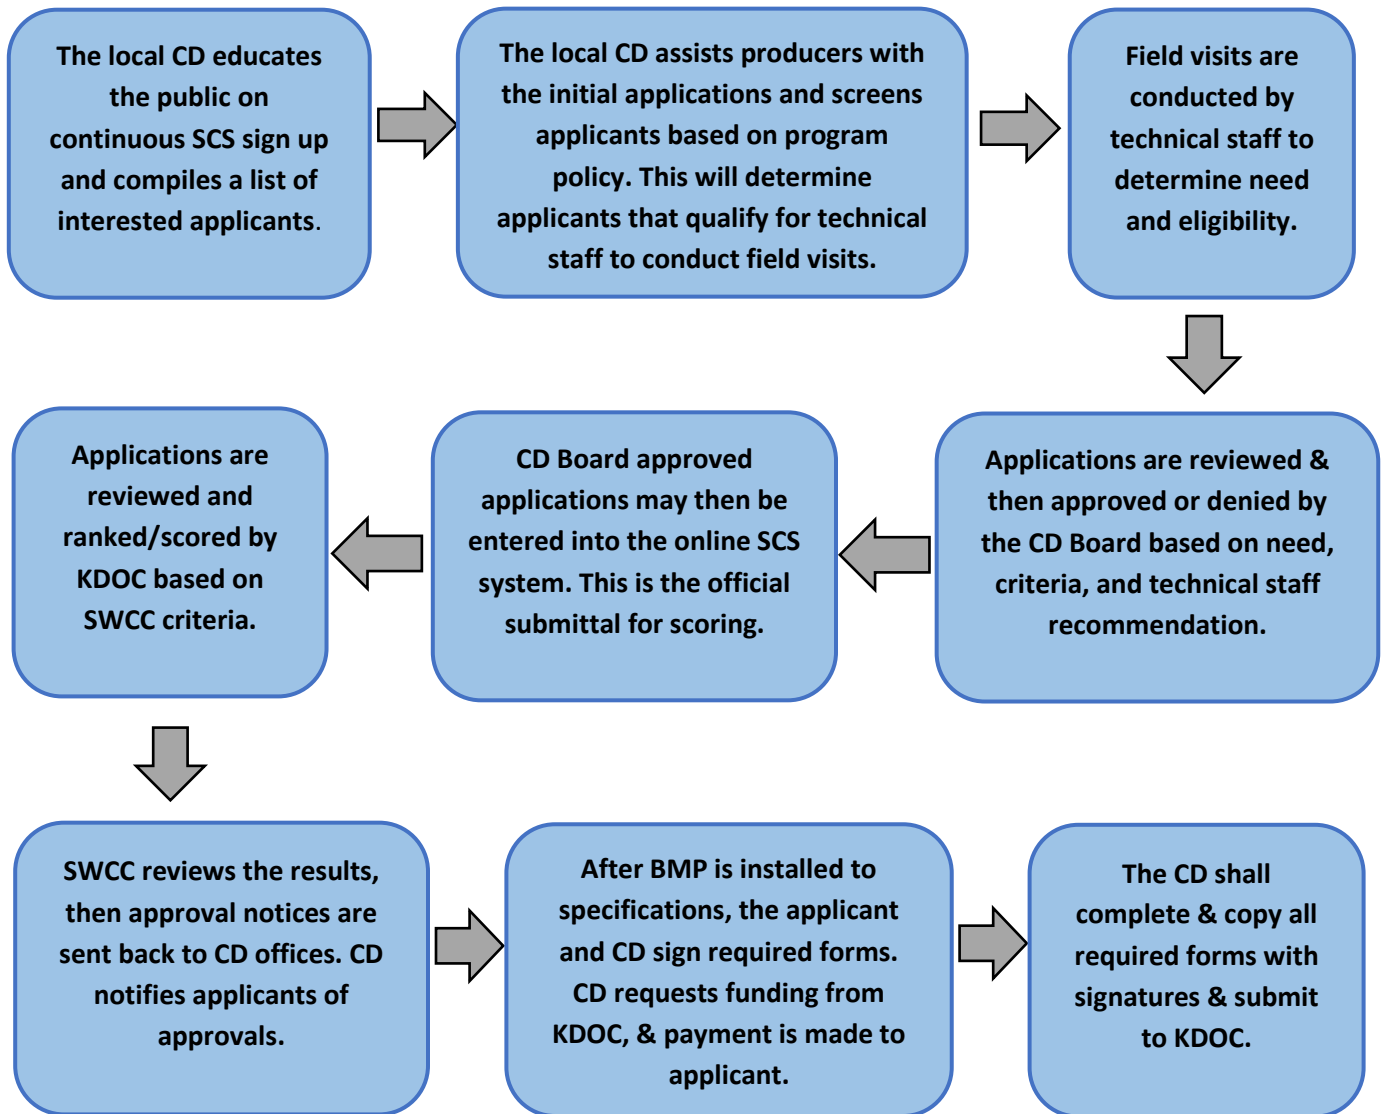 The local CD educates
the public on
continuous SCS sign up
and compiles a list of
interested applicants.
The local CD assists producers with
the initial applications and screens
applicants based on program
policy. This will determine
applicants that qualify for technical
staff to conduct field visits.
Field visits are
conducted by
technical staff to
determine need
and eligibility.
Applications are reviewed &
then approved or denied by
the CD Board based on need,
criteria, and technical staff
recommendation.
CD Board approved
applications may then be
entered into the online SCS
system. This is the official
submittal for scoring.
Applications are
reviewed and
ranked/scored by
KDOC based on
SWCC criteria.
SWCC reviews the results,
then approval notices are
sent back to CD offices. CD
notifies applicants of
approvals.
After BMP is installed to
specifications, the applicant
and CD sign required forms.
CD requests funding from
KDOC, & payment is made to
applicant.
The CD shall
complete & copy all
required forms with
signatures & submit
to KDOC.